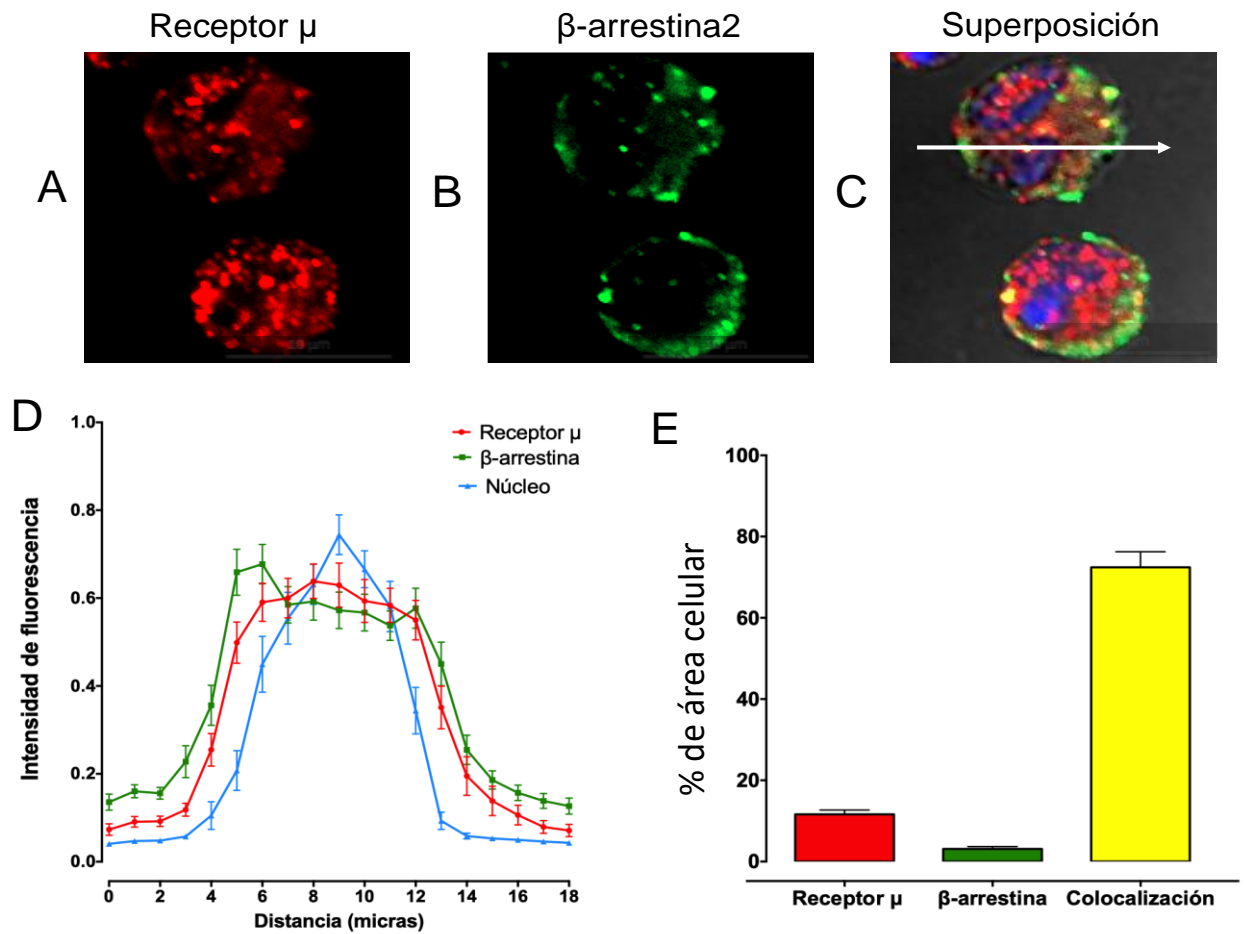 Receptor µ
β-arrestina2
Superposición
A
B
C
D
1.0
0.8
0.6
0.4
0.2
0.0
Intensidad de fluorescencia
Receptor µ
β-arrestina
Núcleo
0 2 4 6 8 10 12 14 16 18
Distancia (micras)
E
100
80
60
40
20
0
% de área celular
Receptor µ β-arrestina Colocalización